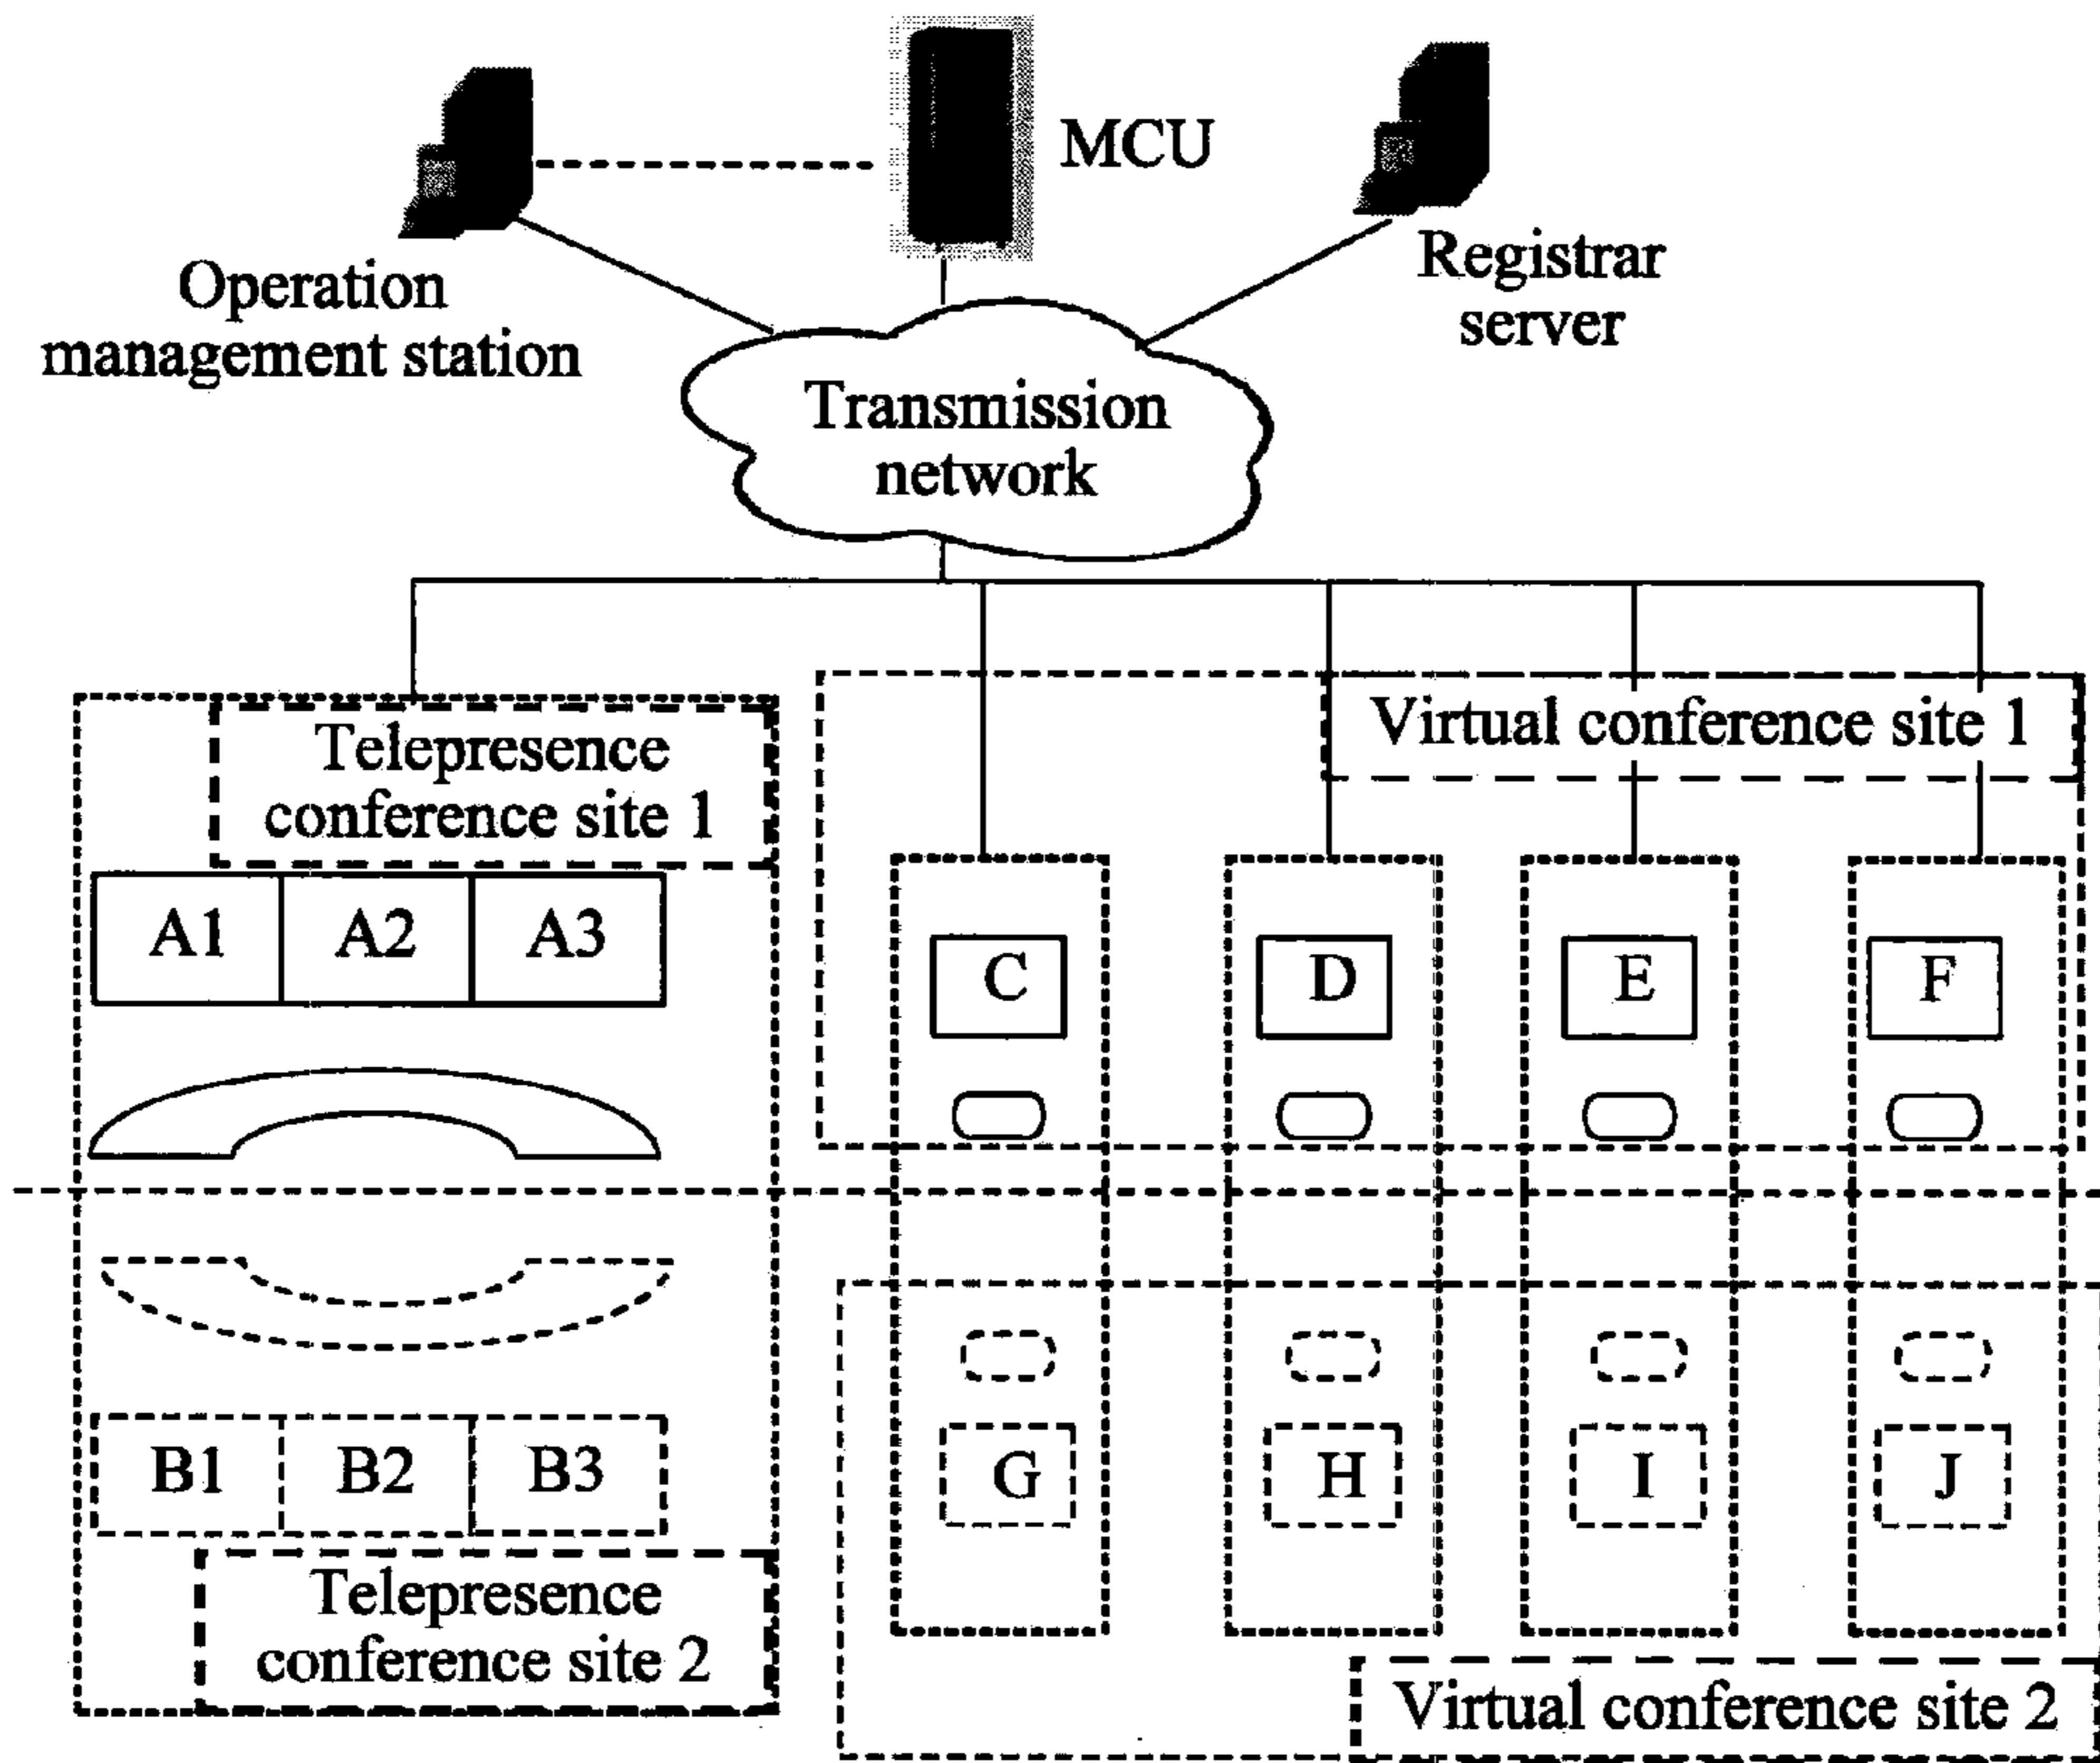 MCU
Operation
management station
Registrar
server
Transmission
network
Telepresence
conference site 1
Virtual conference site 1
A1 A2 A3
C D E F
B1 B2 B3
G H I J
Telepresence
conference site 2
Virtual conference site 2